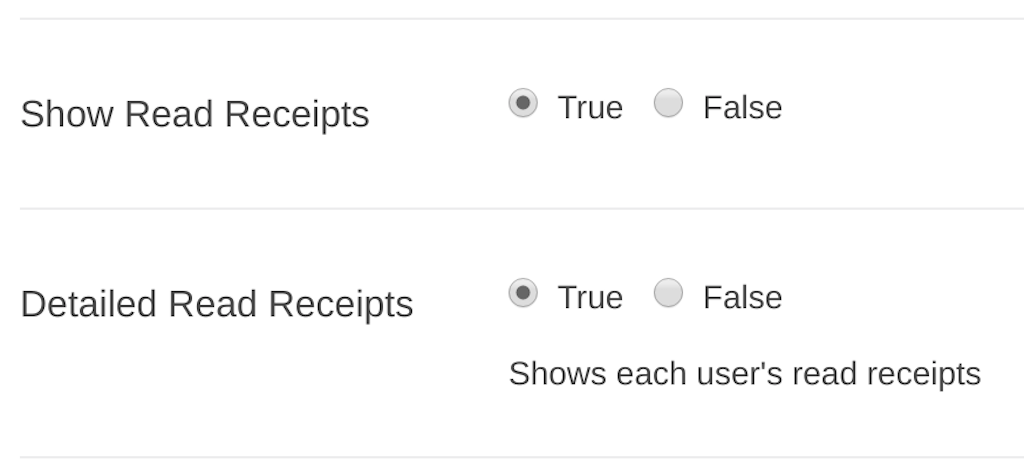 Show Read Receipts True False
Detailed Read Receipts True False
Shows each user's read receipts